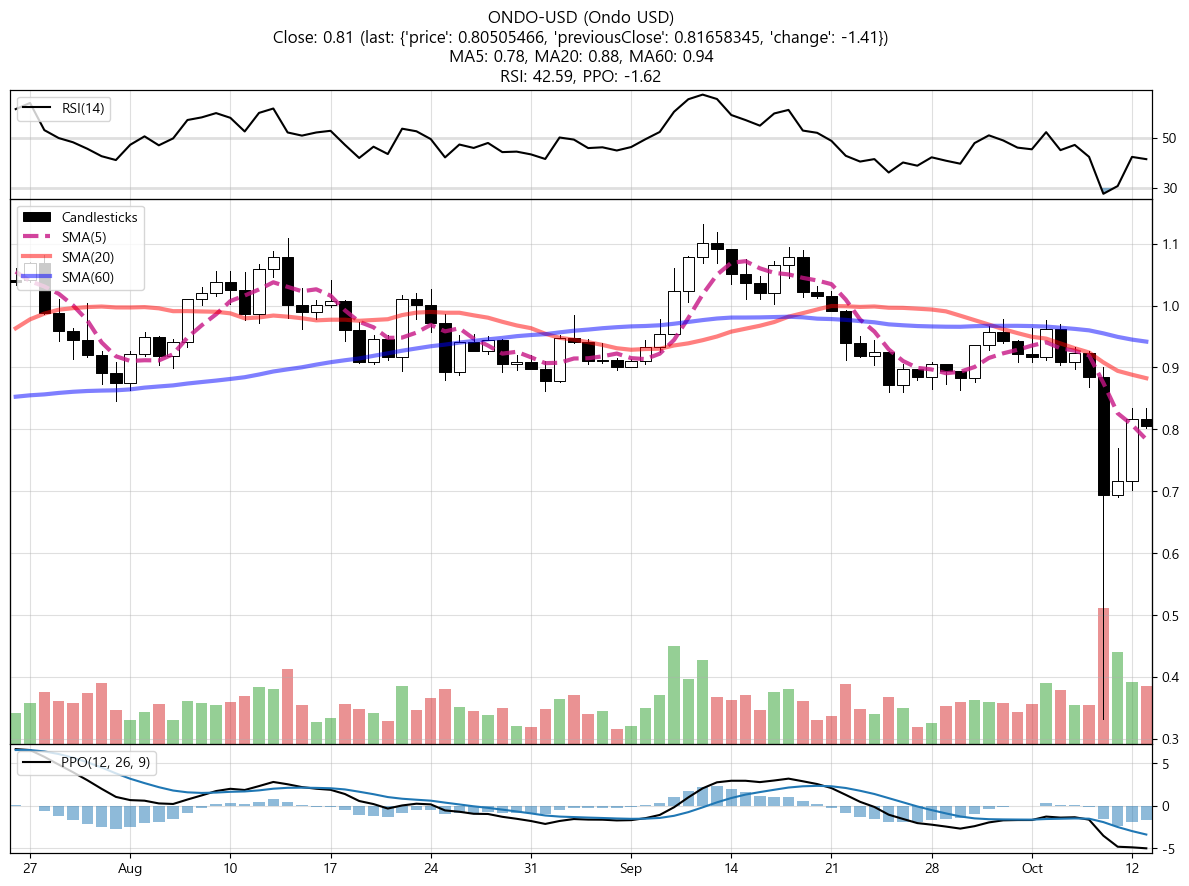 ONDO-USD (Ondo USD)
Close: 0.81 (last: {'price': 0.80505466, 'previousClose': 0.81658345, 'change': -1.41})
MA5: 0.78, MA20: 0.88, MA60: 0.94
RSI: 42.59, PPO: -1.62
RSI(14)
50
30
Candlesticks
SMA(5)
SMA(20)
SMA(60)
1.1
1.0
0.9
0.8
0.7
0.6
0.5
0.4
0.3
PPO(12, 26, 9)
5
0
-5
27 Aug 10 17 24 31 Sep 14 21 28 Oct 12